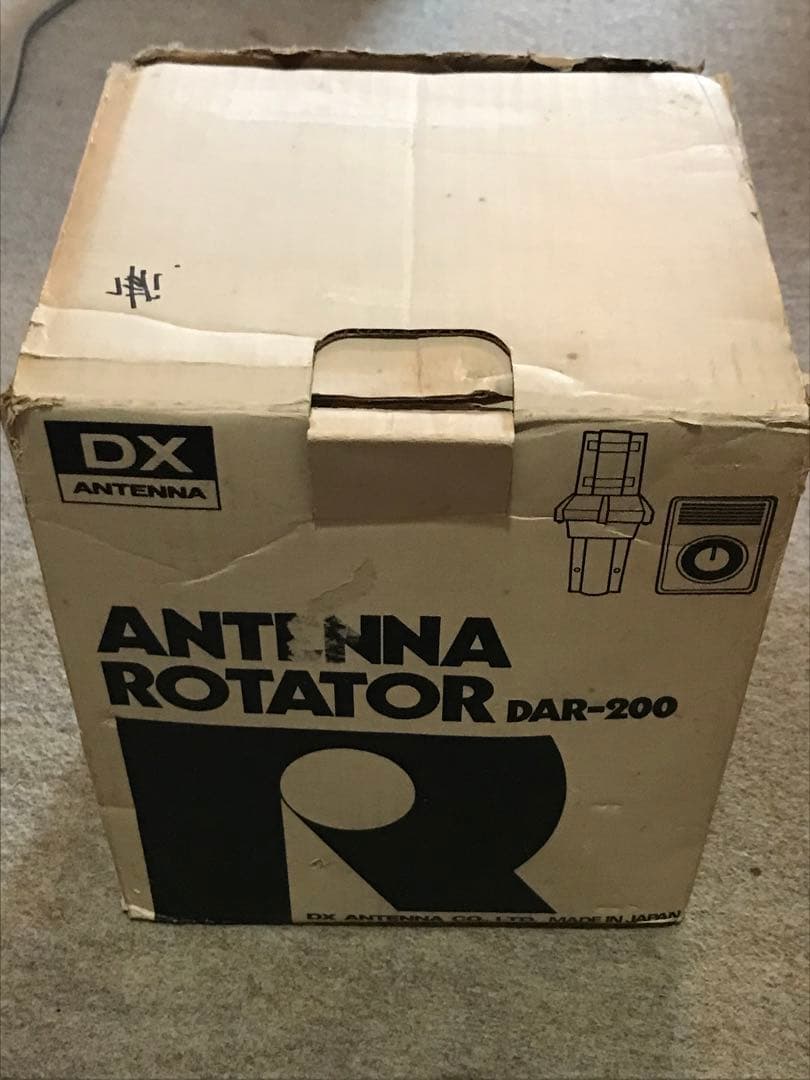 DX
ANTENNA
ANTENNA
ROTATOR DAR-200
R
DX ANTENNA CO., LTD. MADE IN JAPAN